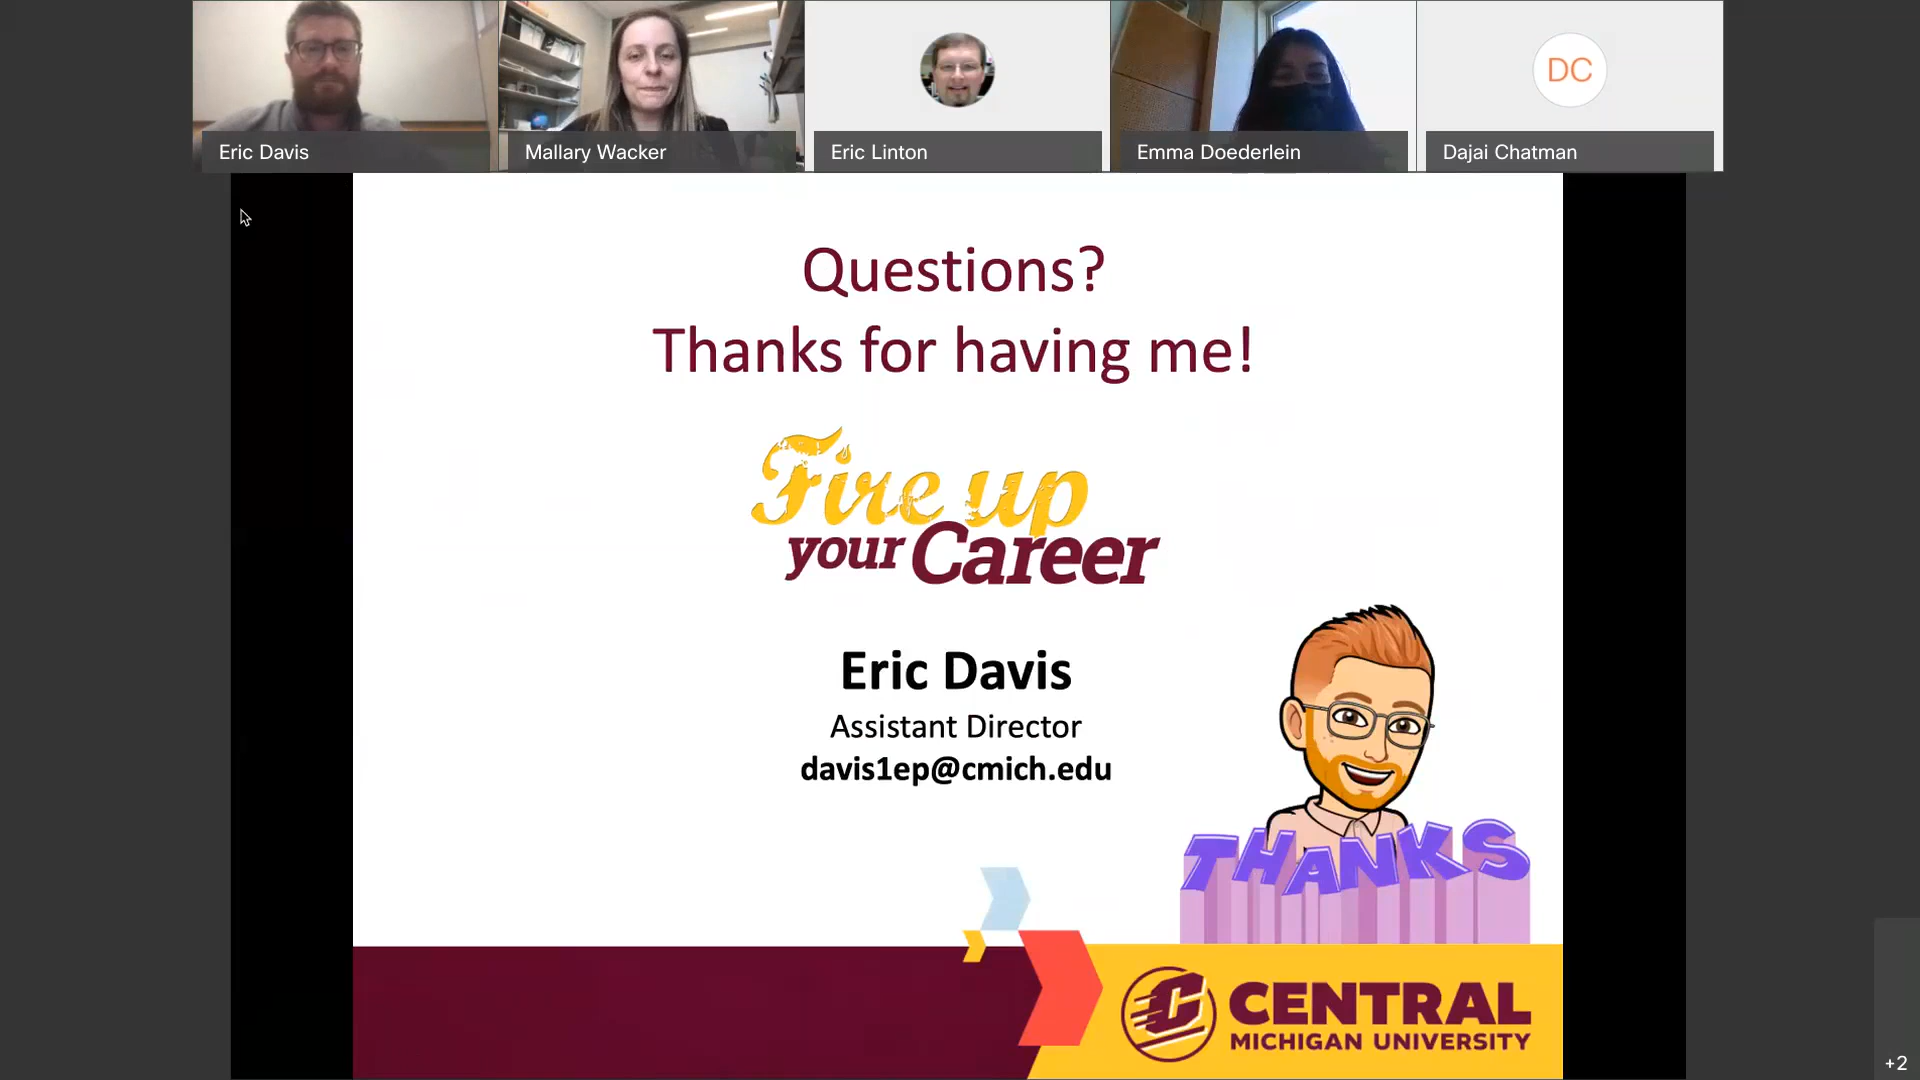 Eric Davis
Mallary Wacker
Eric Linton
Emma Doederlein
DC
Dajai Chatman
Questions?
Thanks for having me!
Fire up
your Career
Eric Davis
Assistant Director
davis1ep@cmich.edu
THANKS
C
CENTRAL
MICHIGAN UNIVERSITY
+2